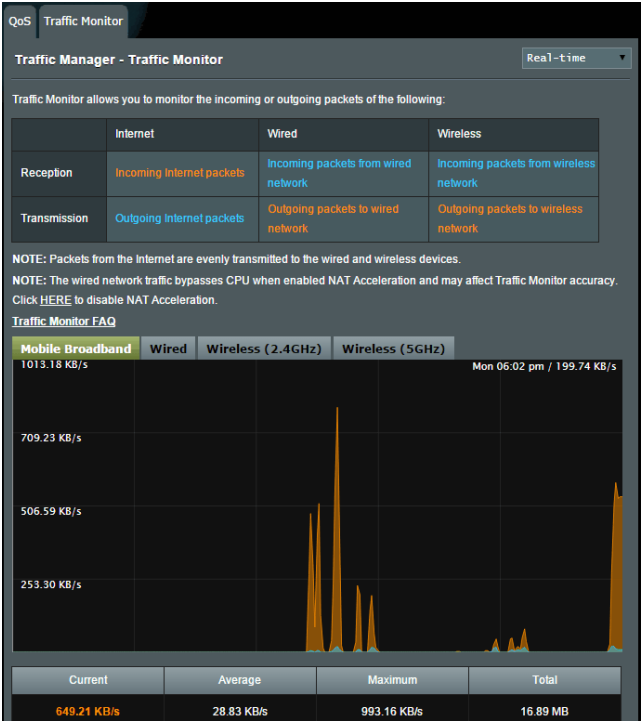 QoS Traffic Monitor
Traffic Manager - Traffic Monitor Real-time
Traffic Monitor allows you to monitor the incoming or outgoing packets of the following:
Internet Wired Wireless
Reception Incoming Internet packets Incoming packets from wired network Incoming packets from wireless network
Transmission Outgoing Internet packets Outgoing packets to wired network Outgoing packets to wireless network
NOTE: Packets from the Internet are evenly transmitted to the wired and wireless devices.
NOTE: The wired network traffic bypasses CPU when enabled NAT Acceleration and may affect Traffic Monitor accuracy.
Click HERE to disable NAT Acceleration.
Traffic Monitor FAQ
Mobile Broadband Wired Wireless (2.4GHz) Wireless (5GHz)
1013.18 KB/s Mon 06:02 pm / 199.74 KB/s
709.23 KB/s
506.59 KB/s
253.30 KB/s
Current Average Maximum Total
649.21 KB/s 28.83 KB/s 993.16 KB/s 16.89 MB